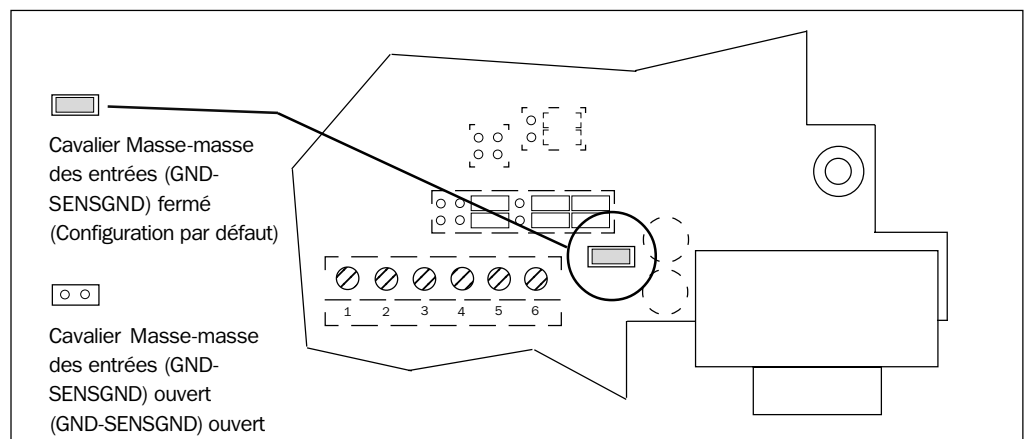 Cavalier Masse-masse
des entrées (GND-
SENSGND) fermé
(Configuration par défaut)
Cavalier Masse-masse
des entrées (GND-
SENSGND) ouvert
(GND-SENSGND) ouvert
1 2 3 4 5 6